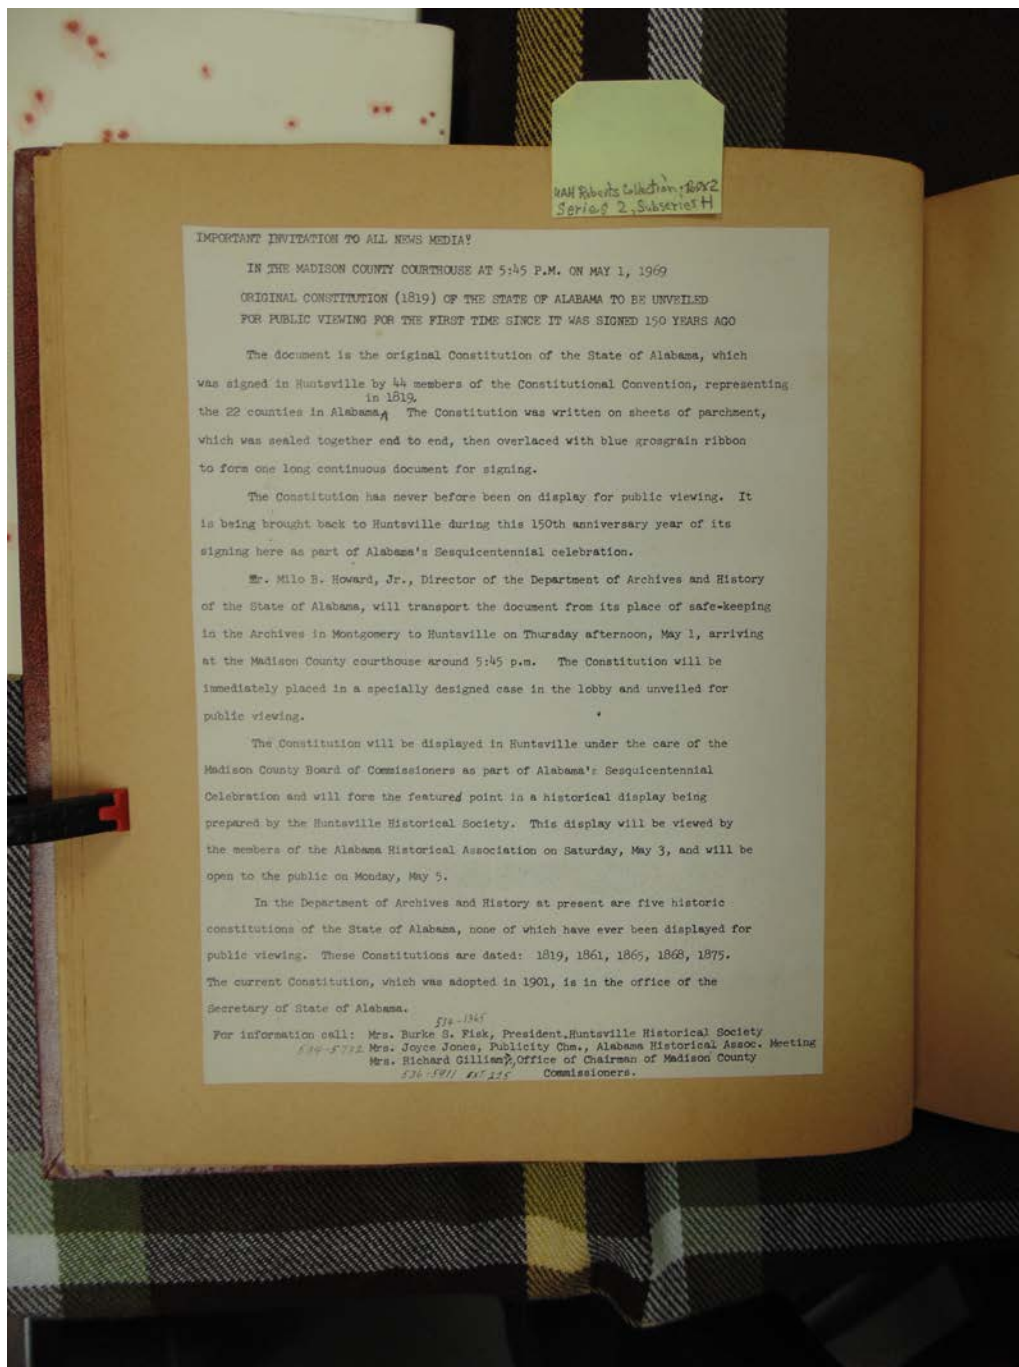 UAH Roberts Collection, Box 2
Series 2, Subseries H
IMPORTANT INVITATION TO ALL NEWS MEDIA!
IN THE MADISON COUNTY COURTHOUSE AT 5:45 P.M. ON MAY 1, 1969
ORIGINAL CONSTITUTION (1819) OF THE STATE OF ALABAMA TO BE UNVEILED
FOR PUBLIC VIEWING FOR THE FIRST TIME SINCE IT WAS SIGNED 150 YEARS AGO
The document is the original Constitution of the State of Alabama, which
was signed in Huntsville by 44 members of the Constitutional Convention, representing
in 1819.
the 22 counties in Alabama The Constitution was written on sheets of parchment,
which was sealed together end to end, then overlaced with blue grosgrain ribbon
to form one long continuous document for signing.
The Constitution has never before been on display for public viewing. It
is being brought back to Huntsville during this 150th anniversary year of its
signing here as part of Alabama's Sesquicentennial celebration.
Mr. Milo B. Howard, Jr., Director of the Department of Archives and History
of the State of Alabama, will transport the document from its place of safe-keeping
in the Archives in Montgomery to Huntsville on Thursday afternoon, May 1, arriving
at the Madison County courthouse around 5:45 p.m. The Constitution will be
immediately placed in a specially designed case in the lobby and unveiled for
public viewing.
The Constitution will be displayed in Huntsville under the care of the
Madison County Board of Commissioners as part of Alabama's Sesquicentennial
Celebration and will form the featured point in a historical display being
prepared by the Huntsville Historical Society. This display will be viewed by
the members of the Alabama Historical Association on Saturday, May 3, and will be
open to the public on Monday, May 5.
In the Department of Archives and History at present are five historic
constitutions of the State of Alabama, none of which have ever been displayed for
public viewing. These Constitutions are dated: 1819, 1861, 1865, 1868, 1875.
The current Constitution, which was adopted in 1901, is in the office of the
Secretary of State of Alabama.
534-1365
For information call: Mrs. Burke S. Fisk, President,Huntsville Historical Society
Mrs. Joyce Jones, Publicity Chm., Alabama Historical Assoc. Meeting
Mrs. Richard Gilliam, Office of Chairman of Madison County
536-5911 EXT 225 Commissioners.